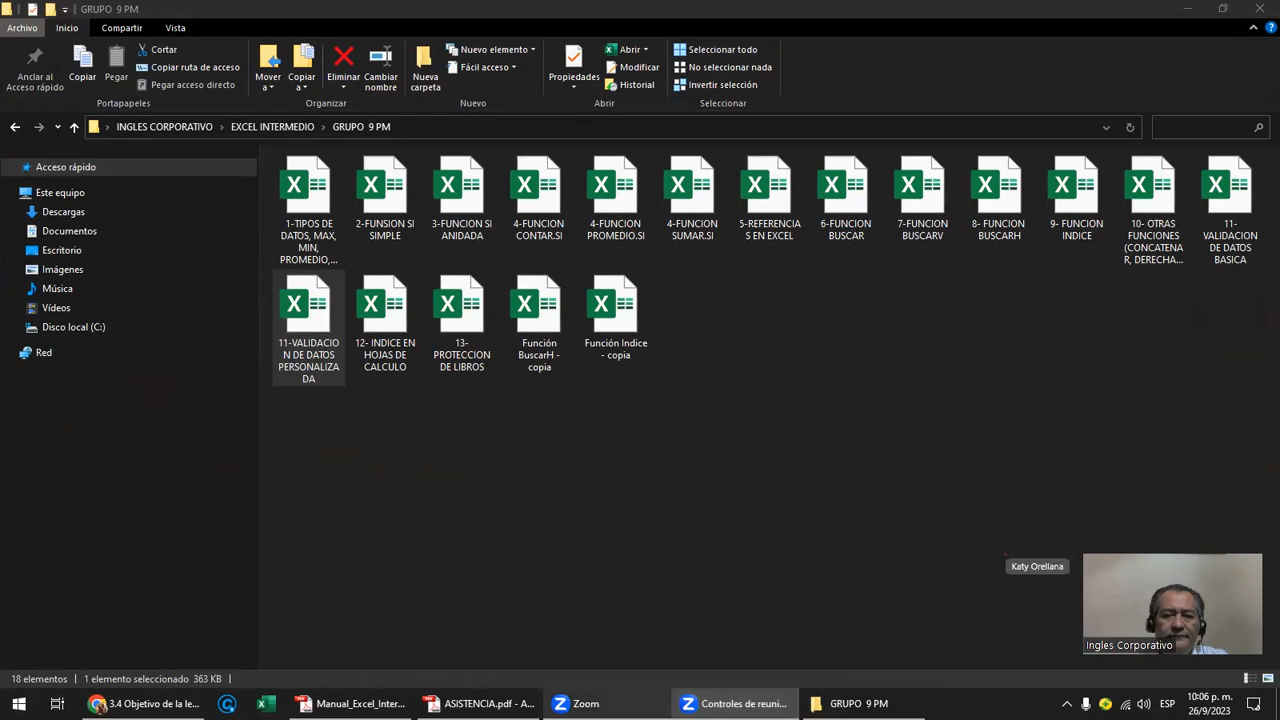 GRUPO 9 PM
Archivo Inicio Compartir Vista
Anclar al Acceso rápido
Copiar
Pegar
Cortar
Copiar ruta de acceso
Pegar acceso directo
Portapapeles
Mover a
Copiar a
Eliminar
Cambiar nombre
Organizar
Nueva carpeta
Nuevo elemento
Fácil acceso
Nuevo
Propiedades
Abrir
Modificar
Historial
Abrir
Seleccionar todo
No seleccionar nada
Invertir selección
Seleccionar
INGLES CORPORATIVO > EXCEL INTERMEDIO > GRUPO 9 PM
Acceso rápido
Este equipo
Descargas
Documentos
Escritorio
Imágenes
Música
Vídeos
Disco local (C:)
Red
1-TIPOS DE
DATOS, MAX,
MIN,
PROMEDIO,...
2-FUNSION SI
SIMPLE
3-FUNCION SI
ANIDADA
4-FUNCION
CONTAR.SI
4-FUNCION
PROMEDIO.SI
4-FUNCION
SUMAR.SI
5-REFERENCIA
S EN EXCEL
6-FUNCION
BUSCAR
7-FUNCION
BUSCARV
8- FUNCION
BUSCARH
9- FUNCION
INDICE
10- OTRAS
FUNCIONES
(CONCATENA
R, DERECHA...
11-
VALIDACION
DE DATOS
BASICA
11-VALIDACIO
N DE DATOS
PERSONALIZA
DA
12- INDICE EN
HOJAS DE
CALCULO
13-
PROTECCION
DE LIBROS
Función
BuscarH -
copia
Función Indice
- copia
Katy Orellana
Ingles Corporativo
18 elementos 1 elemento seleccionado 363 KB
3.4 Objetivo de la le...
Manual_Excel_Inter...
ASISTENCIA.pdf - A...
Zoom
Controles de reuni...
GRUPO 9 PM
ESP
10:06 p. m.
26/9/2023